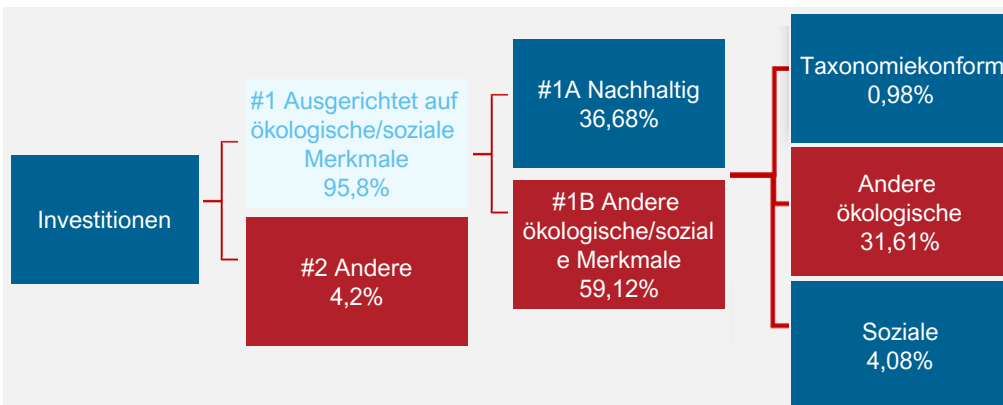 Investitionen
#1 Ausgerichtet auf
ökologische/soziale
Merkmale
95,8%
#2 Andere
4,2%
#1A Nachhaltig
36,68%
#1B Andere
ökologische/sozial
e Merkmale
59,12%
Taxonomiekonform
0,98%
Andere
ökologische
31,61%
Soziale
4,08%